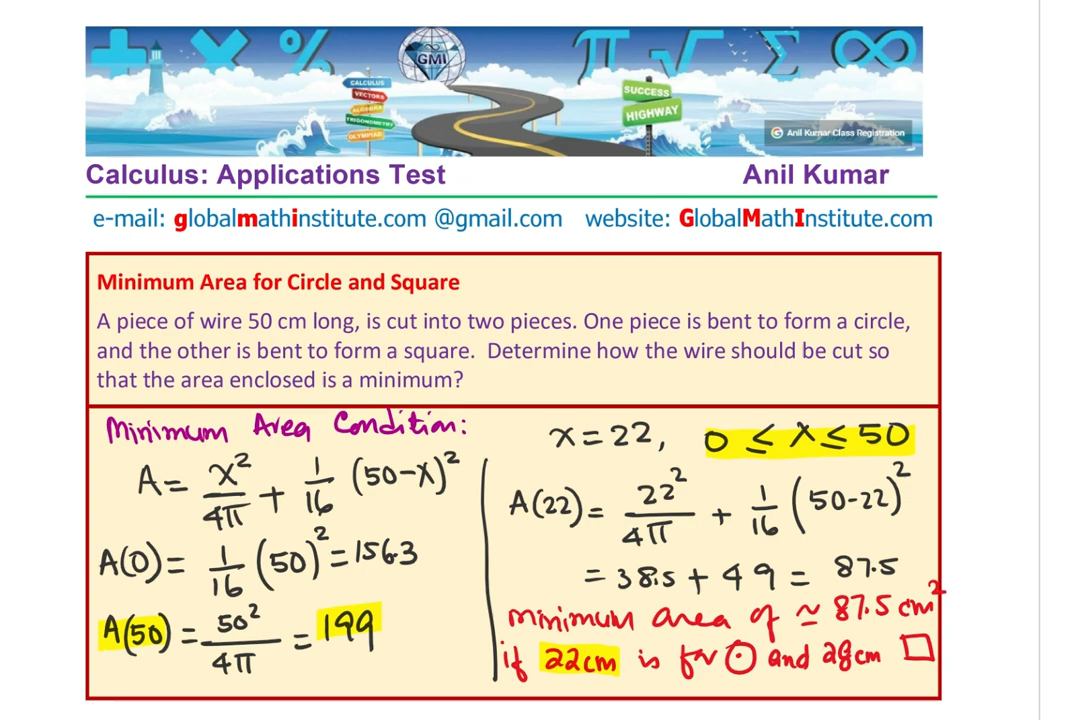 GMI
CALCULUS
VECTORS
ALGEBRA
TRIGONOMETRY
OLYMPIAD
SUCCESS
HIGHWAY
+ × % π √ Σ ∞
Anil Kumar Class Registration
Calculus: Applications Test Anil Kumar
e-mail: globalmathinstitute.com @gmail.com website: GlobalMathInstitute.com
Minimum Area for Circle and Square
A piece of wire 50 cm long, is cut into two pieces. One piece is bent to form a circle,
and the other is bent to form a square. Determine how the wire should be cut so
that the area enclosed is a minimum?
Minimum Area Condition:
A = x²/4π + 1/16 (50-x)²
A(0) = 1/16 (50)² = 156.3
A(50) = 50²/4π = 199
x = 22, 0 ≤ x ≤ 50
A(22) = 22²/4π + 1/16 (50-22)²
= 38.5 + 49 = 87.5
Minimum area of ≃ 87.5 cm²
if 22cm is for ⊙ and 28cm □